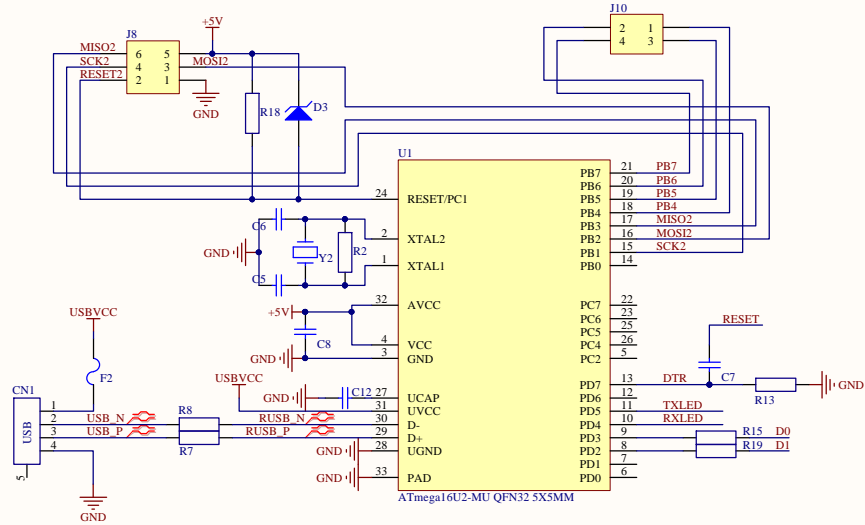 +5V
J8
J10
MISO2 6 5
SCK2 4 3 MOSI2
RESET2 2 1
2 1
4 3
GND
R18
D3
U1
24 RESET/PC1
2 XTAL2
1 XTAL1
32 AVCC
4 VCC
3 GND
27 UCAP
31 UVCC
30 D-
29 D+
28 UGND
33 PAD
PB7 21 PB7
PB6 20 PB6
PB5 19 PB5
PB4 18 PB4
PB3 17 MISO2
PB2 16 MOSI2
PB1 15 SCK2
PB0 14
PC7 22
PC6 23
PC5 25
PC4 26
PC2 5
PD7 13 DTR
PD6 12
PD5 11 TXLED
PD4 10 RXLED
PD3 9 R15 D0
PD2 8 R19 D1
PD1 7
PD0 6
ATmega16U2-MU QFN32 5X5MM
C6
GND
Y2
R2
C5
+5V
C8
GND
USBVCC
F2
USBVCC
GND
C12
CN1
USB
1
2
3
4
5
USB_N
USB_P
R8
R7
RUSB_N
RUSB_P
GND
GND
GND
RESET
C7
R13
GND